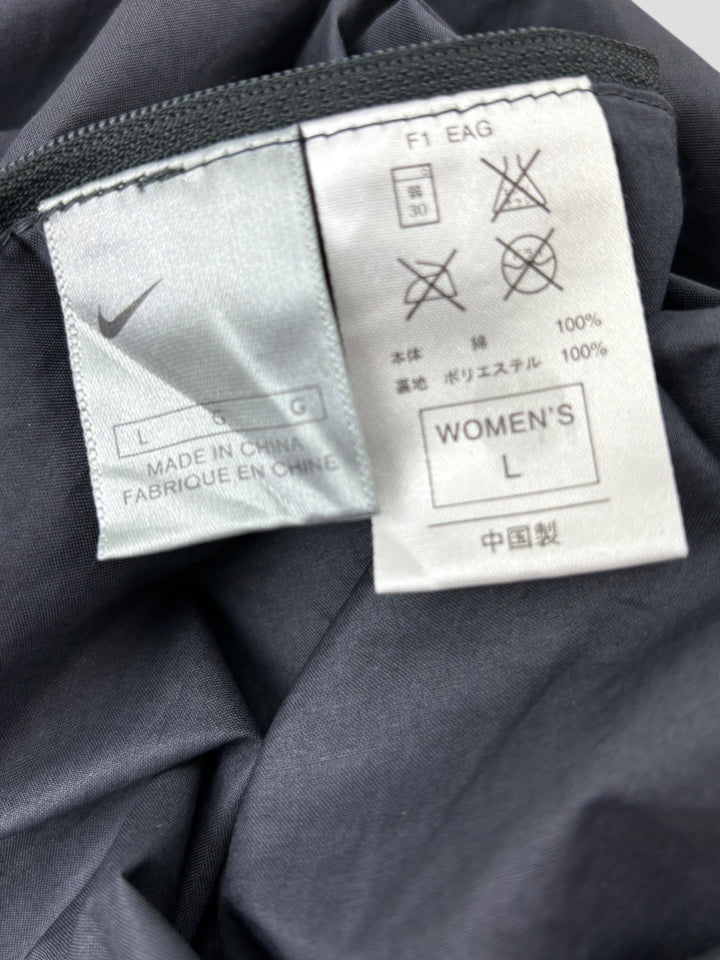 L G G
MADE IN CHINA
FABRIQUE EN CHINE
F1 EAG
弱
30
本体 綿 100%
裏地 ポリエステル 100%
WOMEN'S
L
中国製